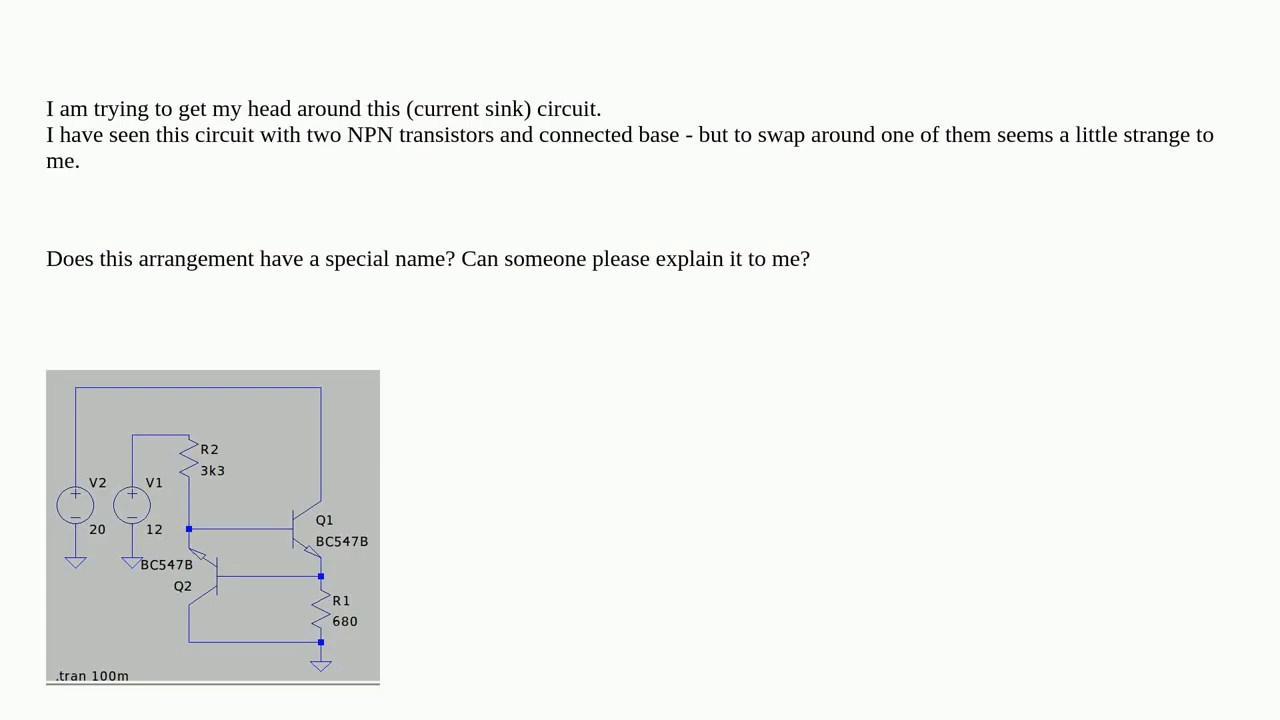 I am trying to get my head around this (current sink) circuit.
I have seen this circuit with two NPN transistors and connected base - but to swap around one of them seems a little strange to
me.
Does this arrangement have a special name? Can someone please explain it to me?
R2
3k3
V2
V1
Q1
20
12
BC547B
BC547B
Q2
R1
680
.tran 100m